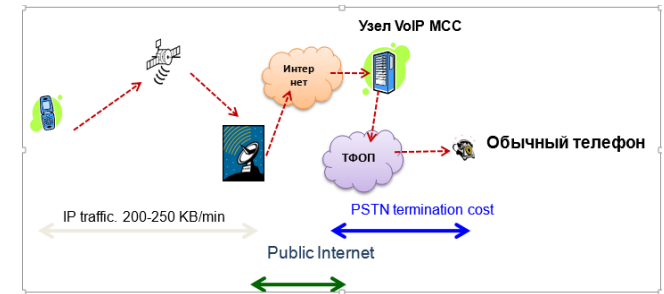 Узел VoIP МСС
Интер
нет
ТФОП
Обычный телефон
IP traffic. 200-250 KB/min
PSTN termination cost
Public Internet